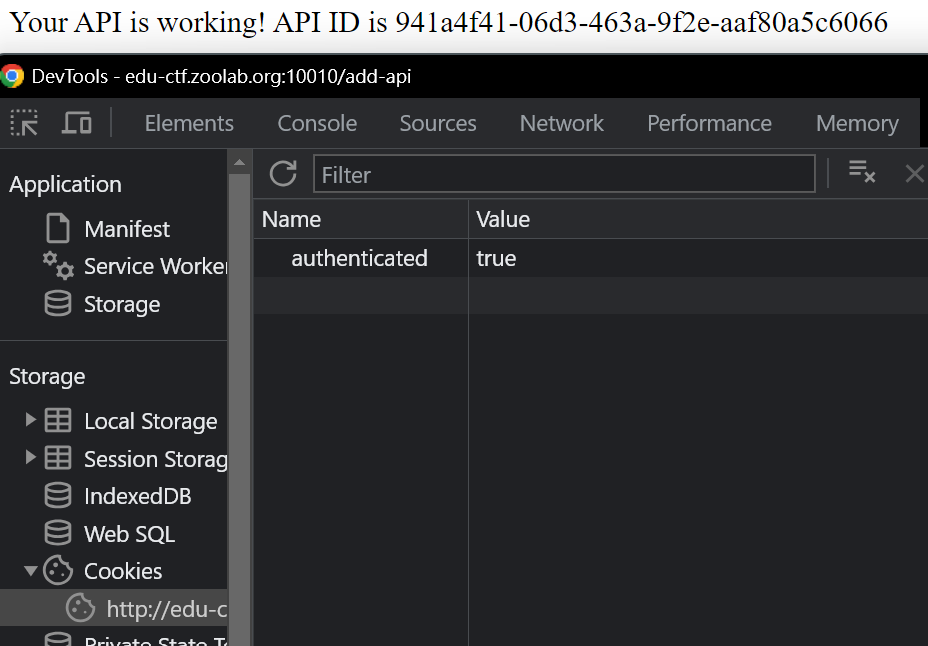 Your API is working! API ID is 941a4f41-06d3-463a-9f2e-aaf80a5c6066
DevTools - edu-ctf.zoolab.org:10010/add-api
Elements Console Sources Network Performance Memory
Application
Manifest
Service Worker
Storage
Filter
Name Value
authenticated true
Storage
Local Storage
Session Storag
IndexedDB
Web SQL
Cookies
http://edu-c
Private State T